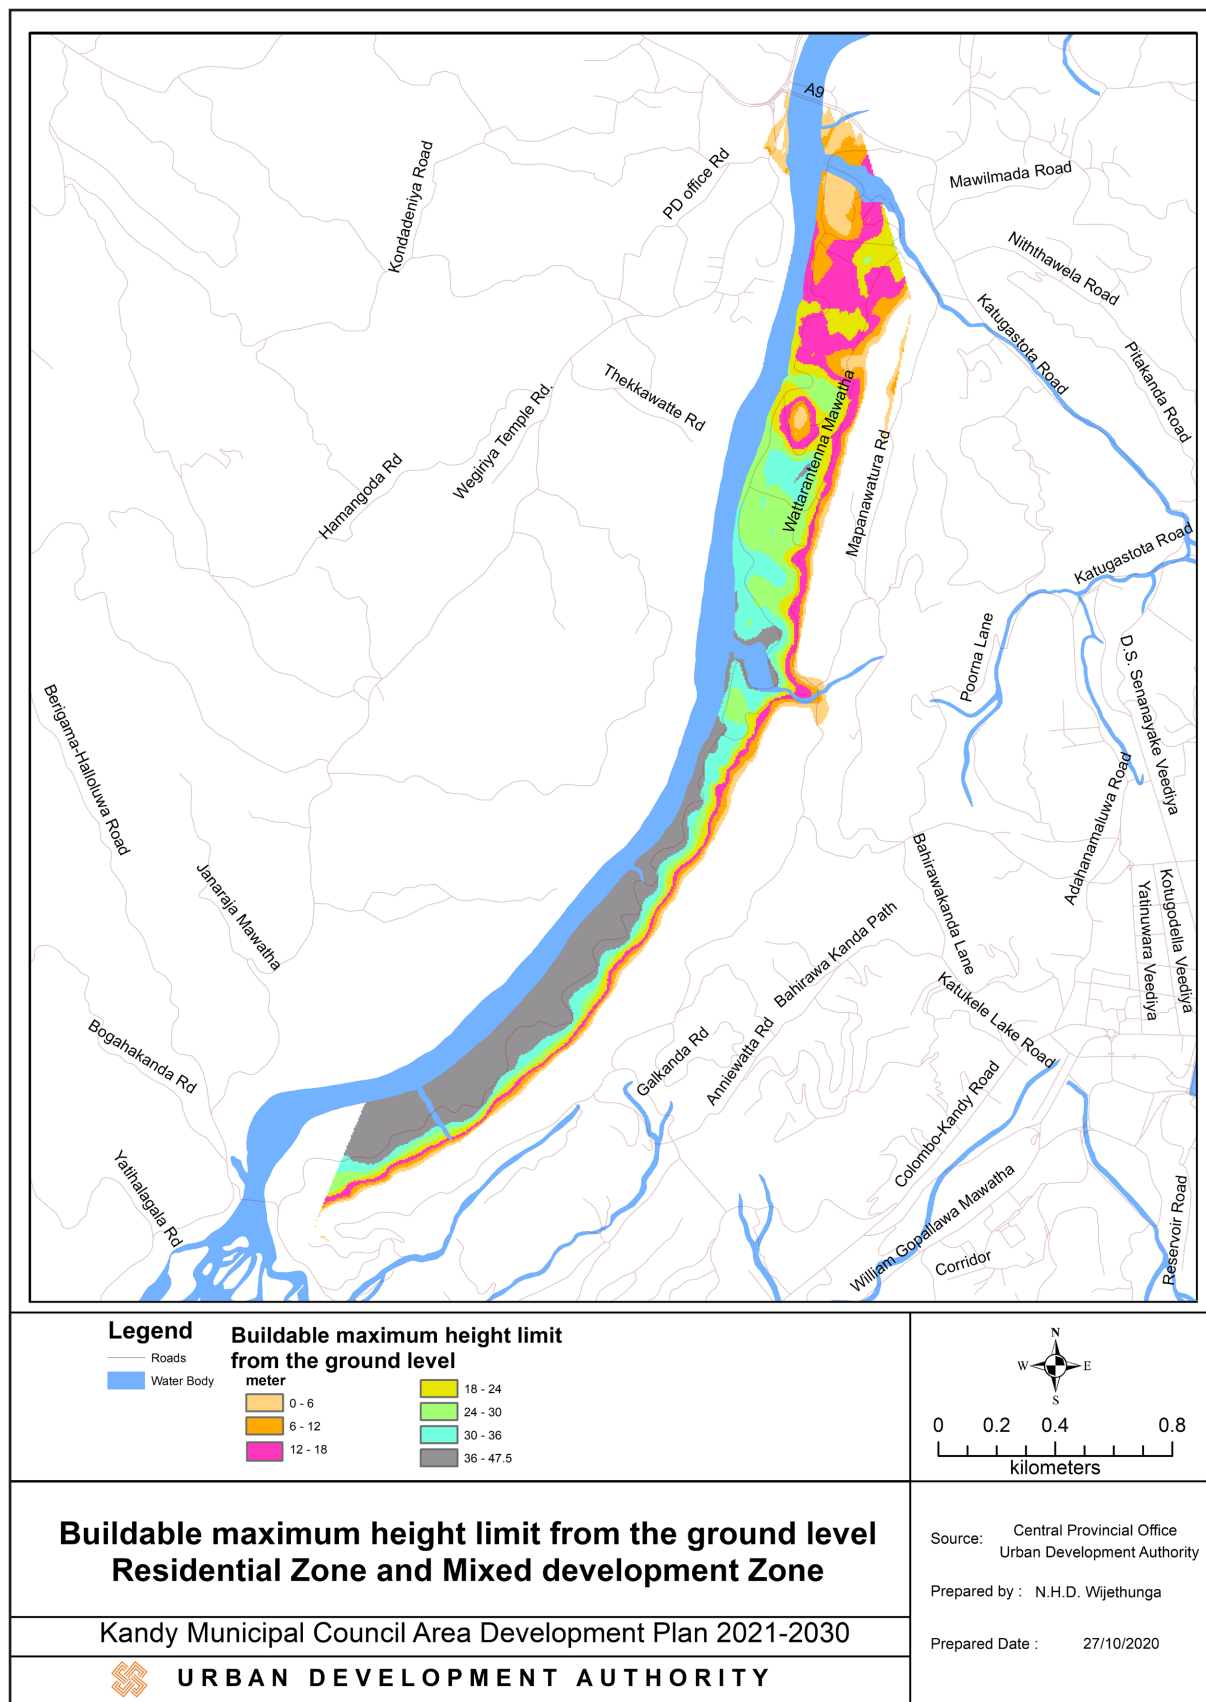 A9
Mawilmada Road
PD office Rd
Kondadeniya Road
Niththawela Road
Katugastota Road
Pitakanda Road
Thekkawatte Rd
Wattarantenna Mawatha
Wegiriya Temple Rd.
Mapanawatura Rd
Hamangoda Rd
Katugastota Road
Poorna Lane
D.S. Senanayake Veediya
Berigama-Halloluwa Road
Adahanamaluwa Road
Janaraja Mawatha
Bahirawakanda Lane
Kotugodella Veediya
Yatinuwara Veediya
Bahirawa Kanda Path
Katukele Lake Road
Bogahakanda Rd
Galkanda Rd
Anniewatta Rd
Colombo-Kandy Road
Yatihalagala Rd
William Gopallawa Mawatha
Corridor
Reservoir Road
Legend
Roads
Water Body
Buildable maximum height limit
from the ground level
meter
0 - 6
6 - 12
12 - 18
18 - 24
24 - 30
30 - 36
36 - 47.5
N
W E
S
0 0.2 0.4 0.8
kilometers
Buildable maximum height limit from the ground level
Residential Zone and Mixed development Zone
Kandy Municipal Council Area Development Plan 2021-2030
URBAN DEVELOPMENT AUTHORITY
Source: Central Provincial Office
Urban Development Authority
Prepared by : N.H.D. Wijethunga
Prepared Date : 27/10/2020